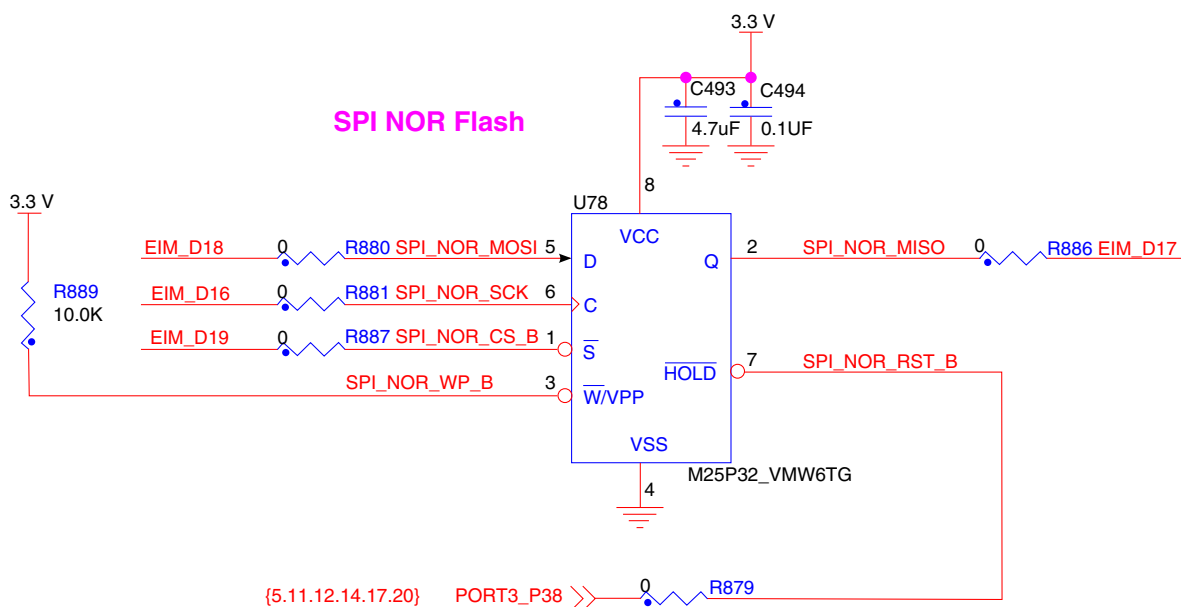 3.3 V
C493
C494
4.7uF
0.1UF
SPI NOR Flash
8
3.3 V
U78
VCC
EIM_D18
0
R880
SPI_NOR_MOSI
5
D
Q
2
SPI_NOR_MISO
0
R886
EIM_D17
R889
10.0K
EIM_D16
0
R881
SPI_NOR_SCK
6
C
EIM_D19
0
R887
SPI_NOR_CS_B
1
S
HOLD
7
SPI_NOR_RST_B
SPI_NOR_WP_B
3
W/VPP
VSS
M25P32_VMW6TG
4
{5.11.12.14.17.20}
PORT3_P38
0
R879